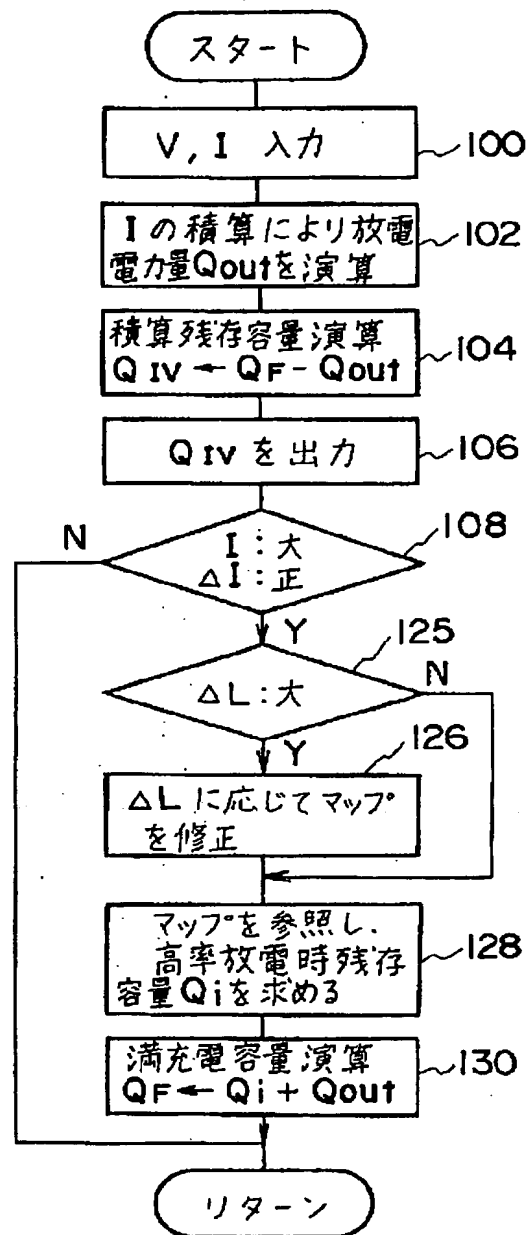 スタート
V, I 入力
100
Iの積算により放電
電力量Qoutを演算
102
積算残存容量演算
QIV ← QF - Qout
104
QIVを出力
106
N
108
I:大
ΔI:正
Y
125
N
ΔL:大
Y
126
ΔLに応じてマップ
を修正
マップを参照し、
高率放電時残存
容量Qiを求める
128
満充電容量演算
QF ← Qi + Qout
130
リターン